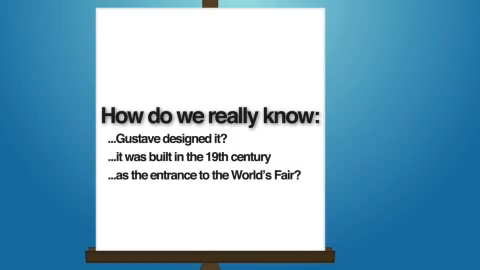 How do we really know:
...Gustave designed it?
...it was built in the 19th century
...as the entrance to the World's Fair?